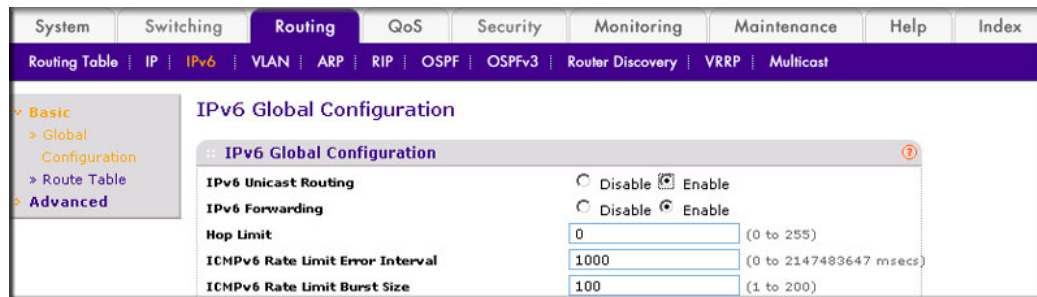 System Switching Routing QoS Security Monitoring Maintenance Help Index
Routing Table IP IPv6 VLAN ARP RIP OSPF OSPFv3 Router Discovery VRRP Multicast
Basic
» Global
Configuration
» Route Table
Advanced
IPv6 Global Configuration
IPv6 Global Configuration ?
IPv6 Unicast Routing Disable Enable
IPv6 Forwarding Disable Enable
Hop Limit 0 (0 to 255)
ICMPv6 Rate Limit Error Interval 1000 (0 to 2147483647 msecs)
ICMPv6 Rate Limit Burst Size 100 (1 to 200)